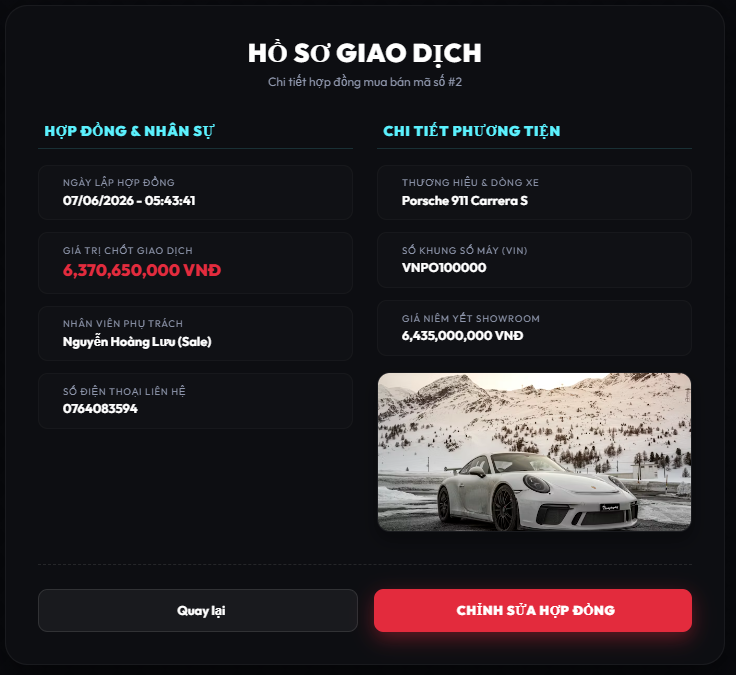 HỒ SƠ GIAO DỊCH
Chi tiết hợp đồng mua bán mã số #2
HỢP ĐỒNG & NHÂN SỰ
NGÀY LẬP HỢP ĐỒNG
07/06/2026 - 05:43:41
GIÁ TRỊ CHỐT GIAO DỊCH
6,370,650,000 VNĐ
NHÂN VIÊN PHỤ TRÁCH
Nguyễn Hoàng Lưu (Sale)
SỐ ĐIỆN THOẠI LIÊN HỆ
0764083594
CHI TIẾT PHƯƠNG TIỆN
THƯƠNG HIỆU & DÒNG XE
Porsche 911 Carrera S
SỐ KHUNG SỐ MÁY (VIN)
VNPO100000
GIÁ NIÊM YẾT SHOWROOM
6,435,000,000 VNĐ
Quay lại
CHỈNH SỬA HỢP ĐỒNG